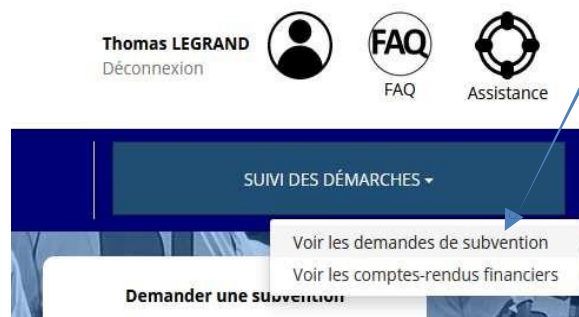 Thomas LEGRAND
Déconnexion
FAQ
FAQ
Assistance
SUIVI DES DÉMARCHES
Voir les demandes de subvention
Voir les comptes-rendus financiers
Demander une subvention